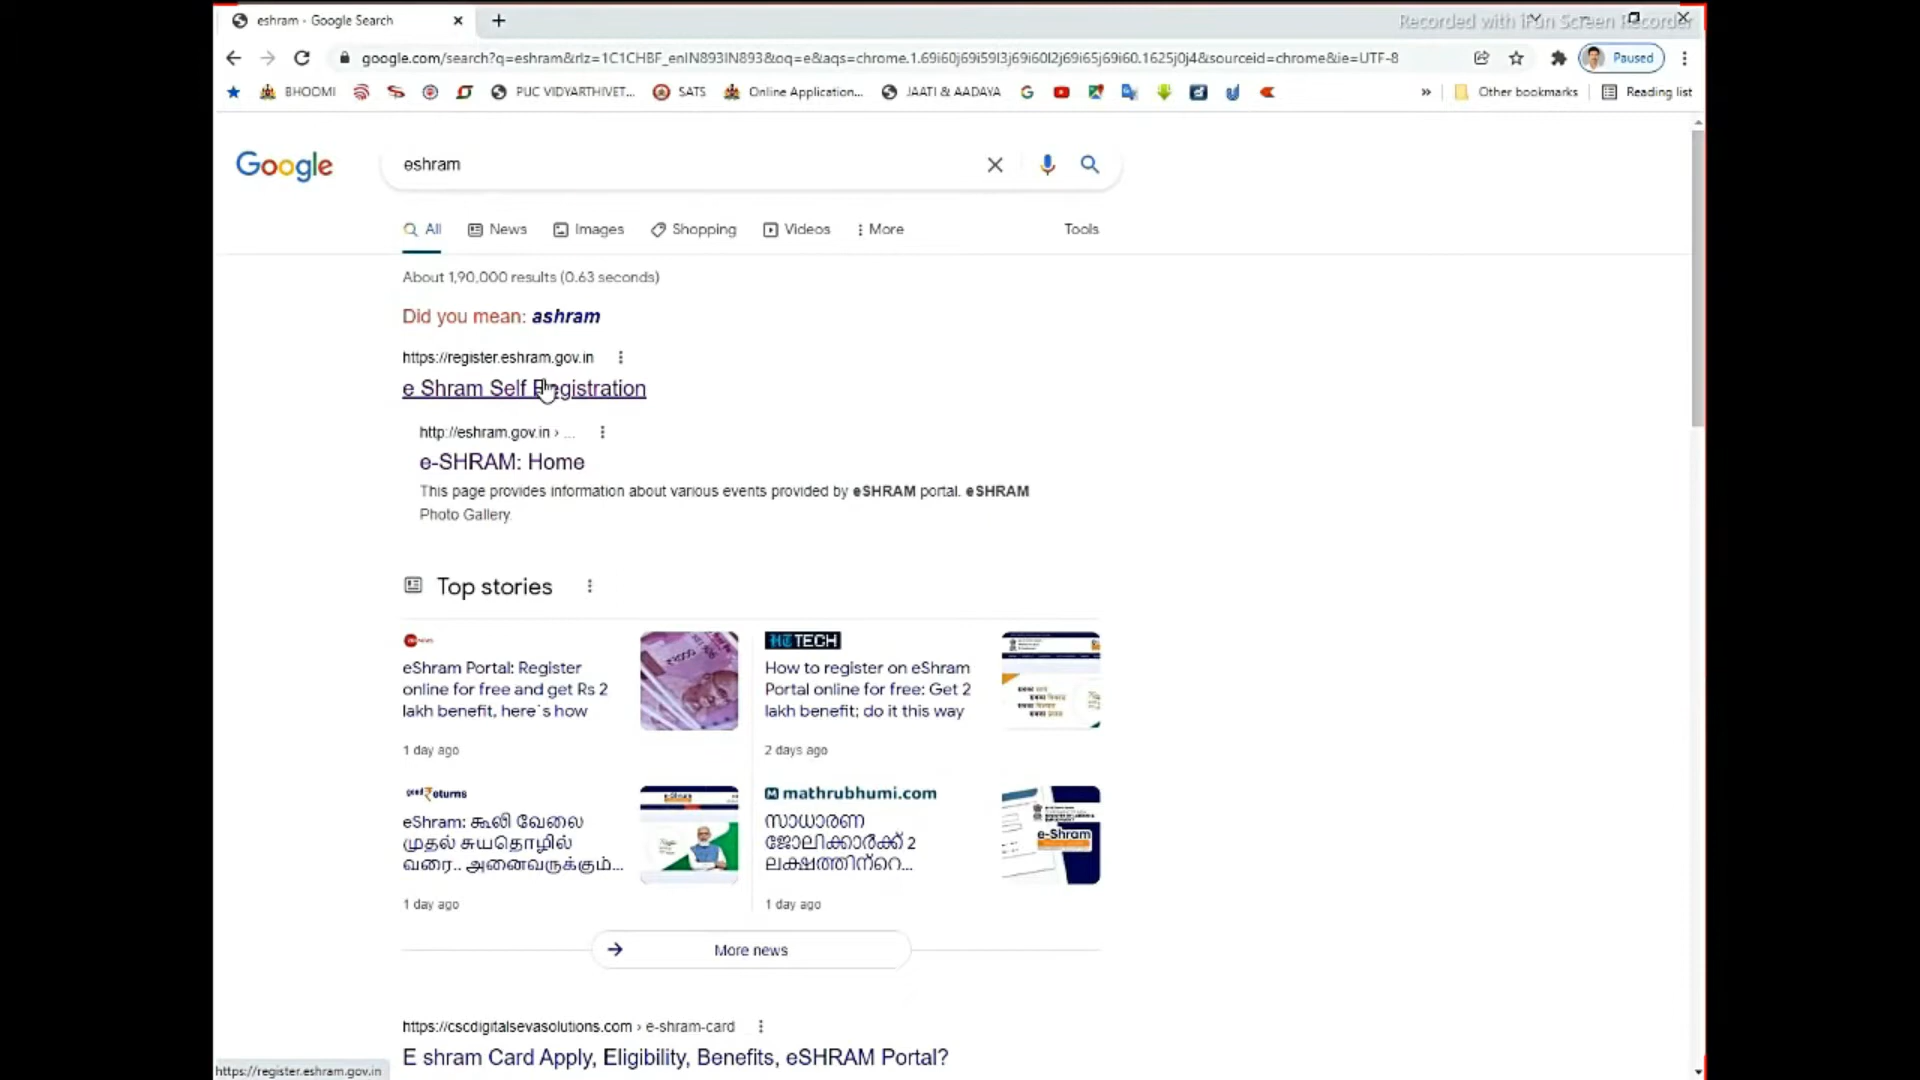 eshram - Google Search
Recorded with iFun Screen Recorder
google.com/search?q=eshram&rlz=1C1CHBF_enIN893IN893&oq=e&aqs=chrome.1.69i60j69i59l3j69i60l2j69i65j69i60.1625j0j4&sourceid=chrome&ie=UTF-8
Paused
BHOOMI
PUC VIDYARTHIVET...
SATS
Online Application...
JAATI & AADAYA
»
Other bookmarks
Reading list
Google
eshram
All
News
Images
Shopping
Videos
More
Tools
About 1,90,000 results (0.63 seconds)
Did you mean: ashram
https://register.eshram.gov.in
e Shram Self Registration
http://eshram.gov.in › ...
e-SHRAM: Home
This page provides information about various events provided by eSHRAM portal. eSHRAM
Photo Gallery.
Top stories
eShram Portal: Register
online for free and get Rs 2
lakh benefit, here`s how
1 day ago
HT TECH
How to register on eShram
Portal online for free: Get 2
lakh benefit; do it this way
2 days ago
goodreturns
eShram: கூலி வேலை
முதல் சுயதொழில்
வரை.. அனைவருக்கும்...
1 day ago
mathrubhumi.com
സാധാരണ
ജോലിക്കാർക്ക് 2
ലക്ഷത്തിന്റെ...
e-Shram
1 day ago
More news
https://cscdigitalsevasolutions.com › e-shram-card
E shram Card Apply, Eligibility, Benefits, eSHRAM Portal?
https://register.eshram.gov.in